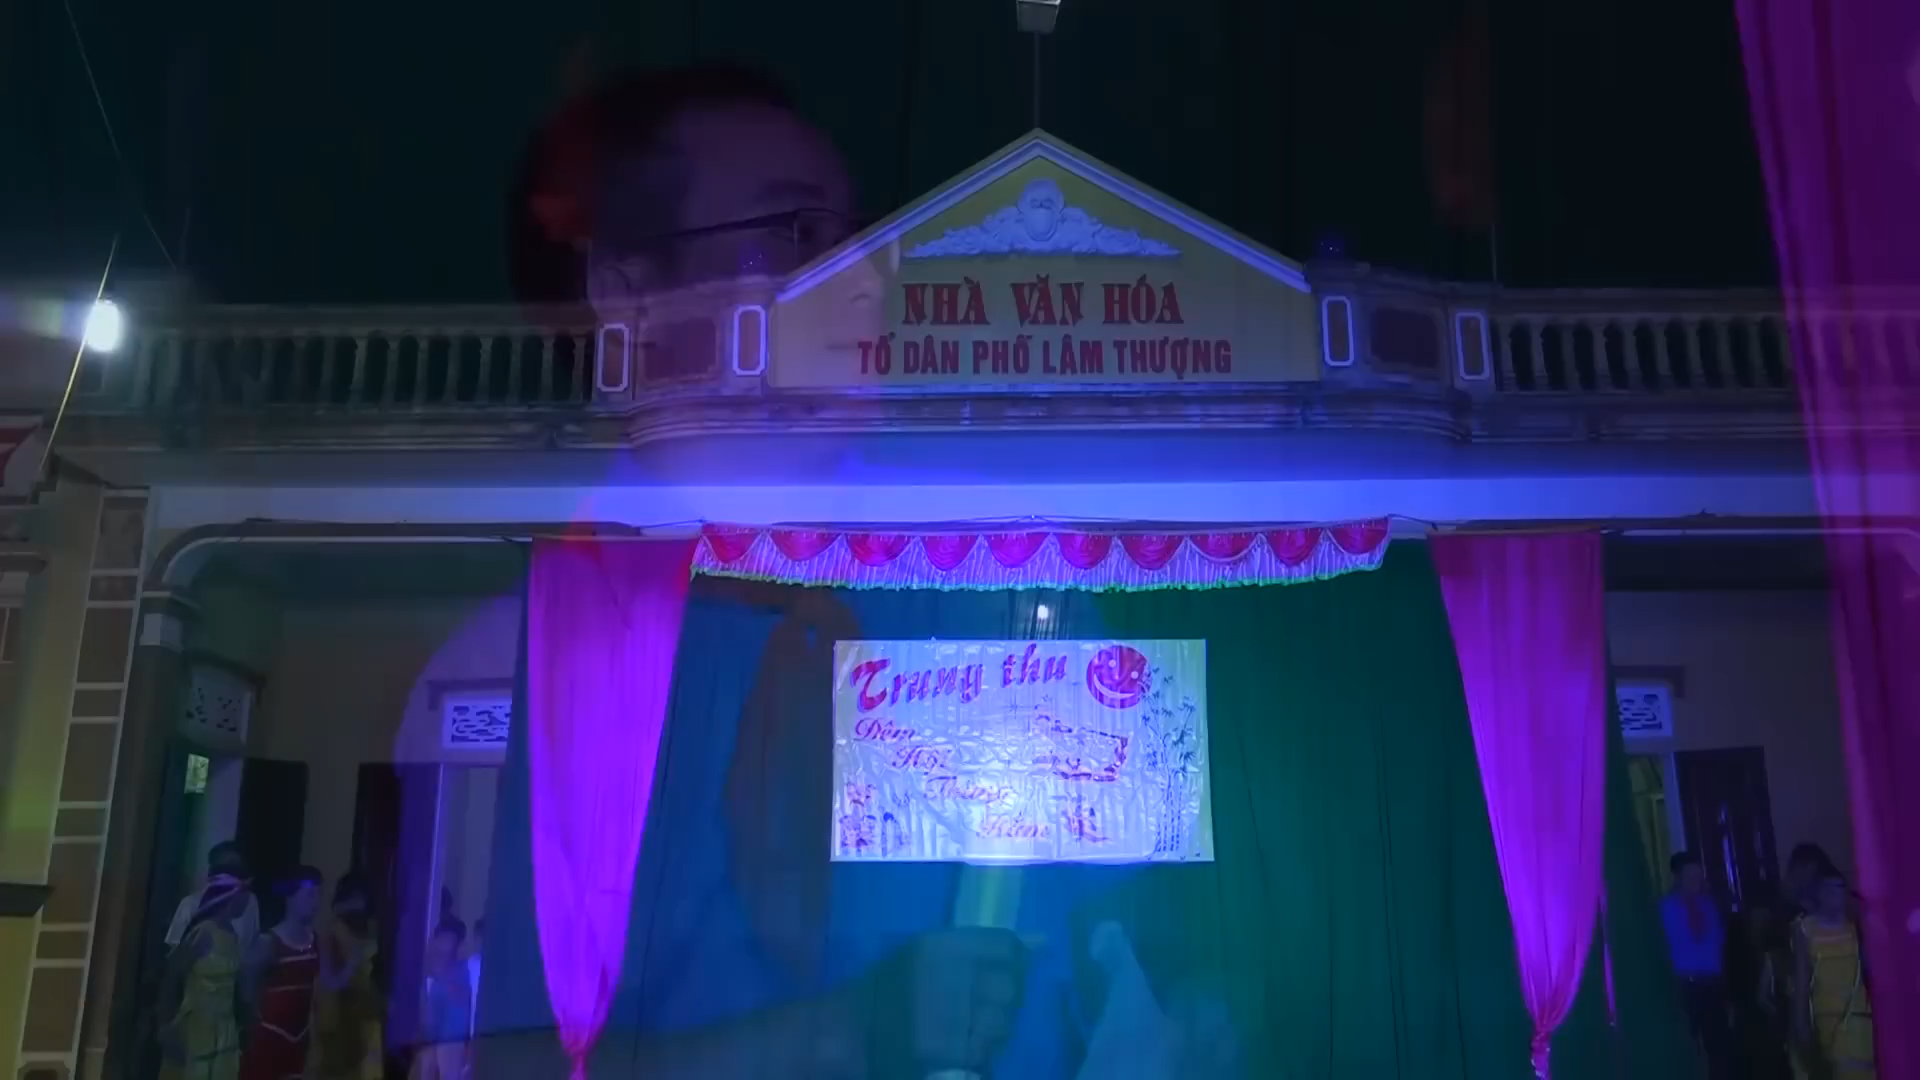 NHÀ VĂN HÓA
TỔ DÂN PHỐ LÂM THƯỢNG
Trung thu
Đêm
Hội
Trăng
Rằm